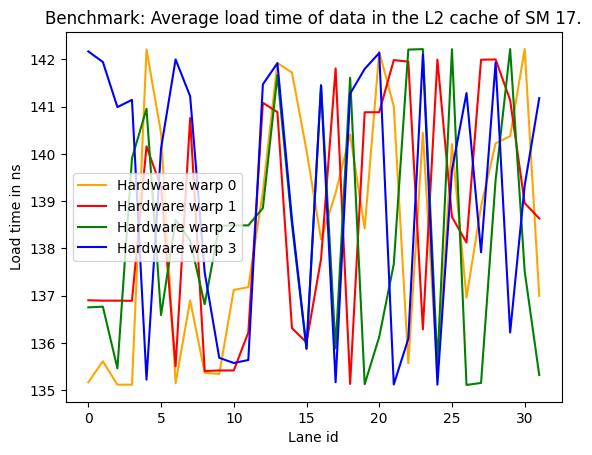 Benchmark: Average load time of data in the L2 cache of SM 17.
Load time in ns
142
141
140
139
138
137
136
135
Hardware warp 0
Hardware warp 1
Hardware warp 2
Hardware warp 3
0 5 10 15 20 25 30
Lane id